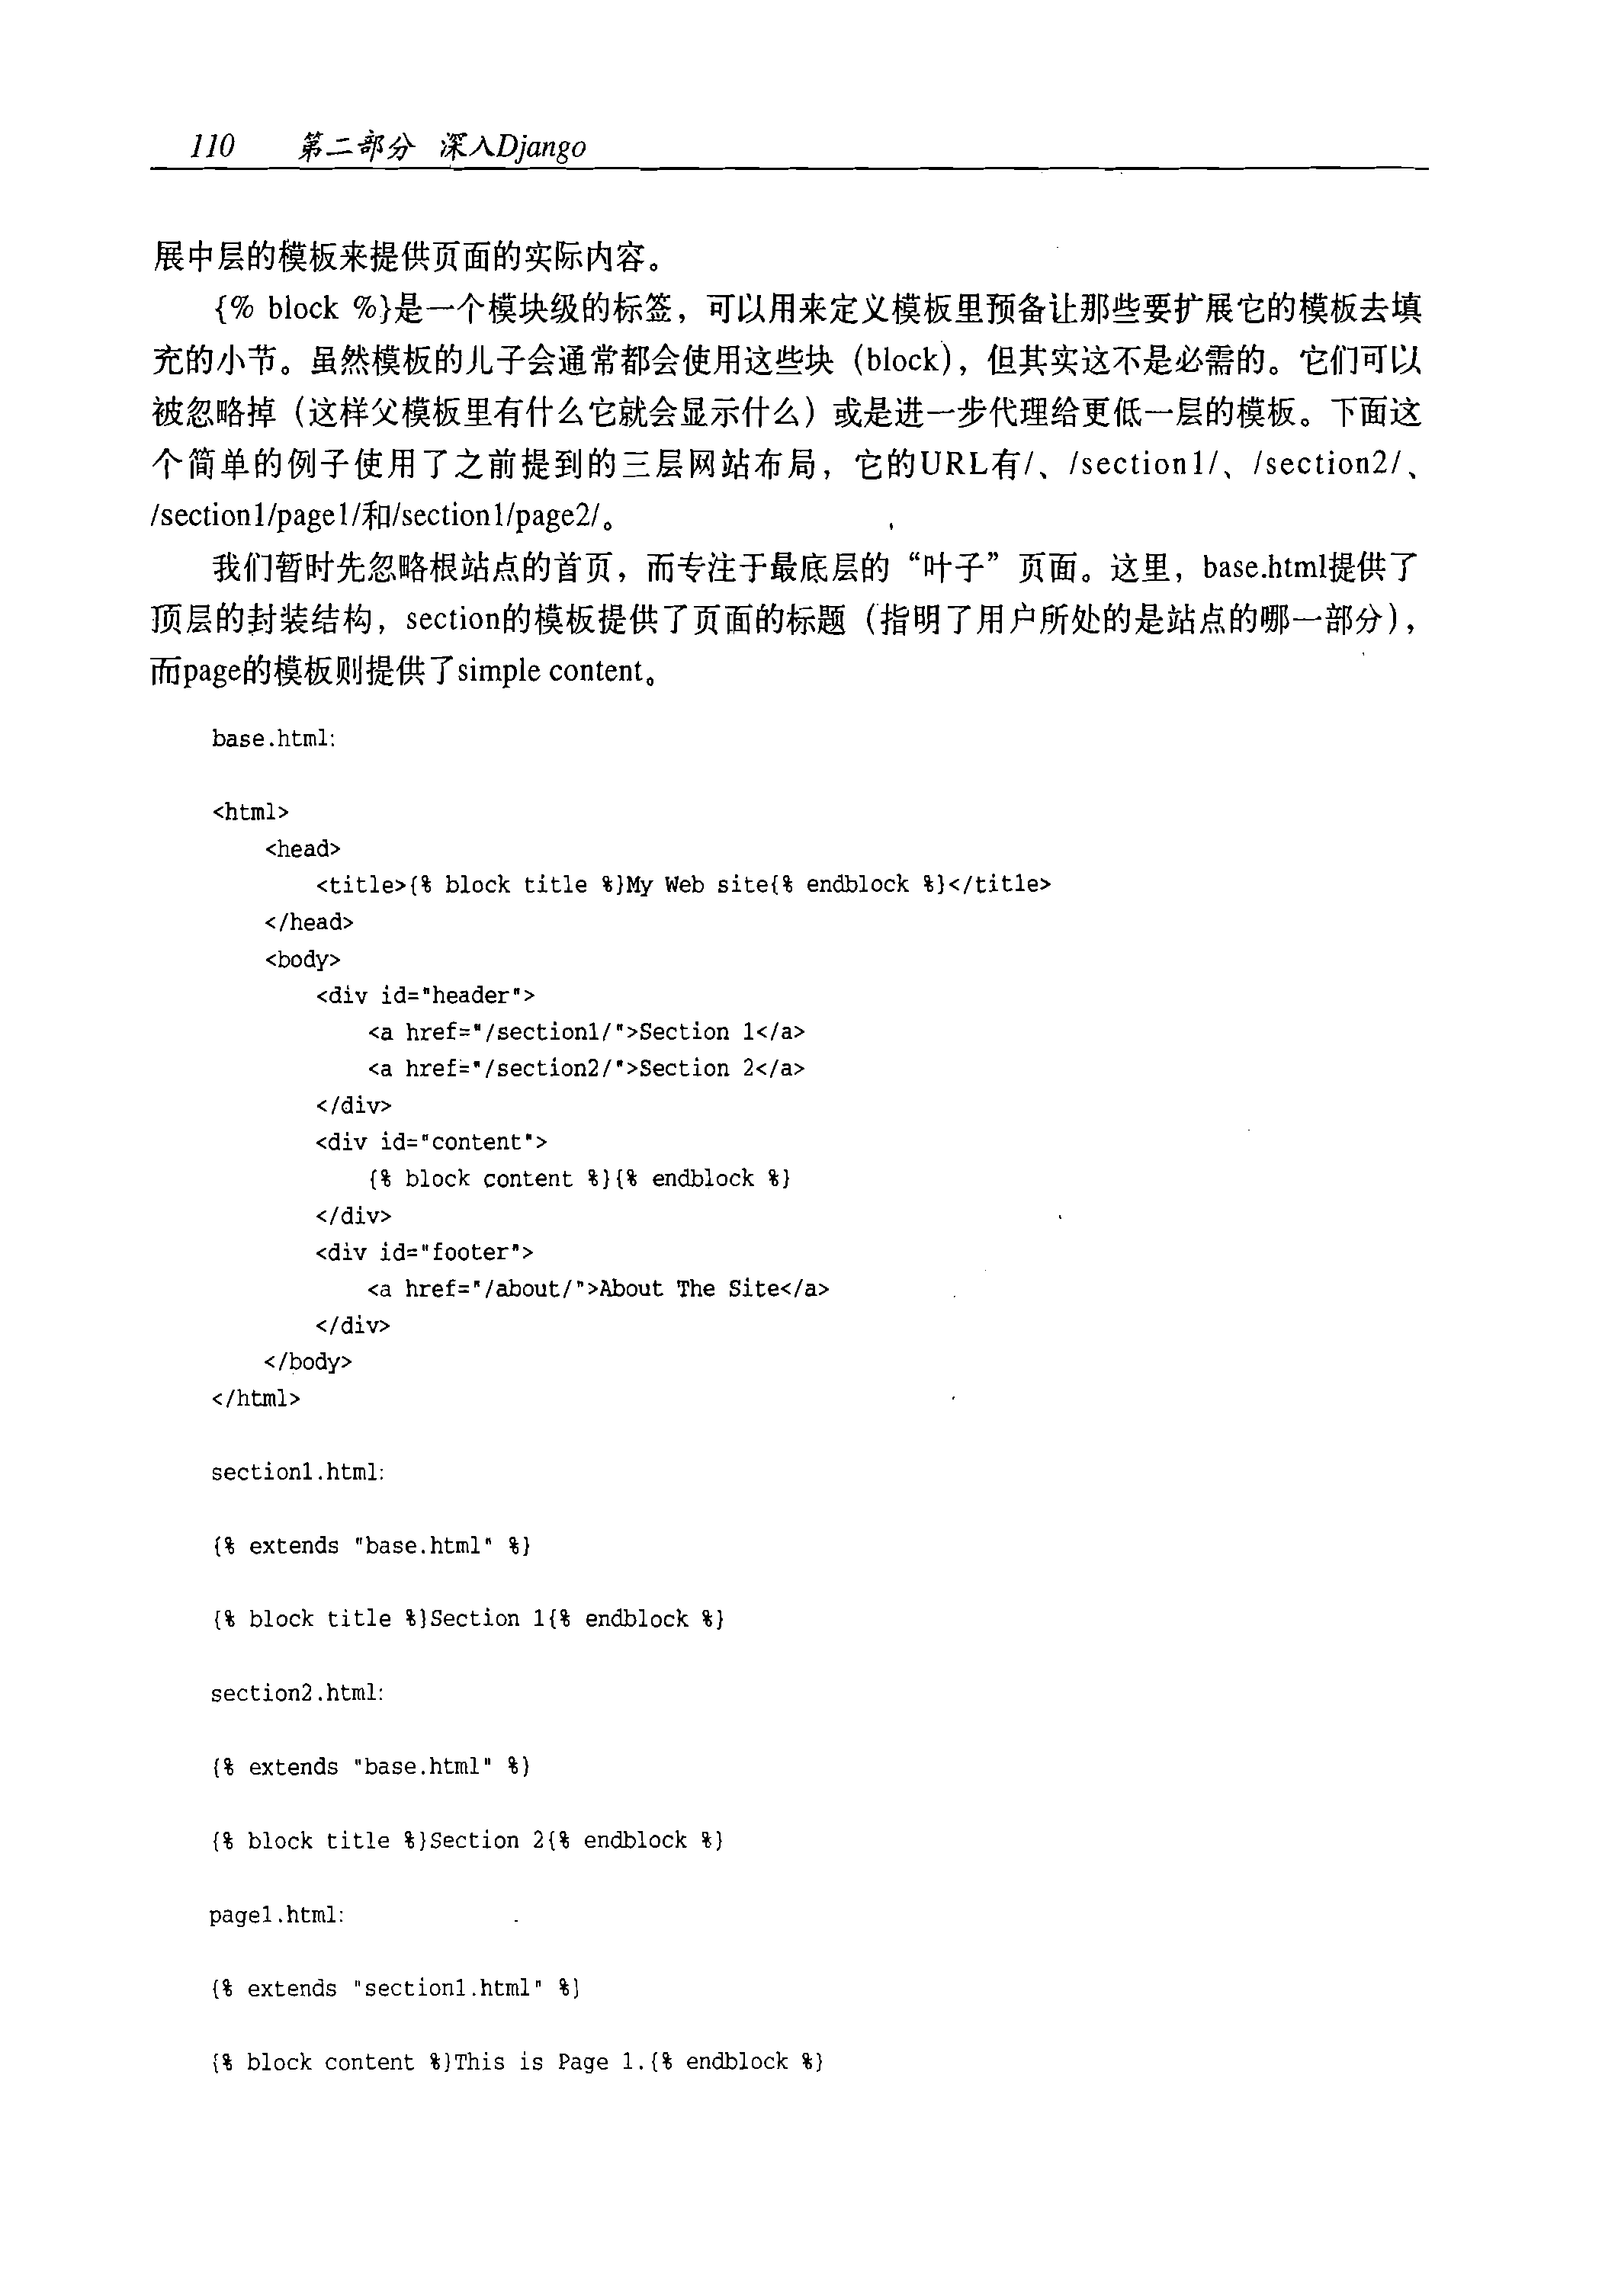 110 第二部分 深入Django
展中层的模板来提供页面的实际内容。
{% block %}是一个模块级的标签，可以用来定义模板里预备让那些要扩展它的模板去填
充的小节。虽然模板的儿子会通常都会使用这些块（block），但其实这不是必需的。它们可以
被忽略掉（这样父模板里有什么它就会显示什么）或是进一步代理给更低一层的模板。下面这
个简单的例子使用了之前提到的三层网站布局，它的URL有/、/section1/、/section2/、
/section1/page1/和/section1/page2/。
我们暂时先忽略根站点的首页，而专注于最底层的“叶子”页面。这里，base.html提供了
顶层的封装结构，section的模板提供了页面的标题（指明了用户所处的是站点的哪一部分），
而page的模板则提供了simple content。
base.html:
<html>
    <head>
        <title>{% block title %}My Web site{% endblock %}</title>
    </head>
    <body>
        <div id="header">
            <a href="/section1/">Section 1</a>
            <a href="/section2/">Section 2</a>
        </div>
        <div id="content">
            {% block content %}{% endblock %}
        </div>
        <div id="footer">
            <a href="/about/">About The Site</a>
        </div>
    </body>
</html>
section1.html:
{% extends "base.html" %}
{% block title %}Section 1{% endblock %}
section2.html:
{% extends "base.html" %}
{% block title %}Section 2{% endblock %}
page1.html:
{% extends "section1.html" %}
{% block content %}This is Page 1.{% endblock %}